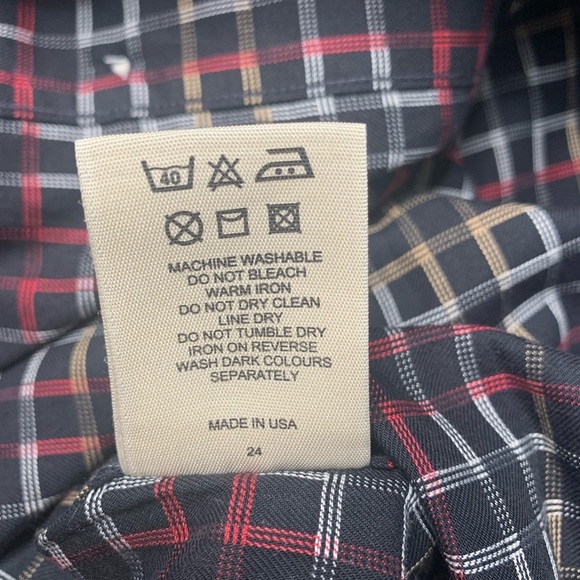 40
MACHINE WASHABLE
DO NOT BLEACH
WARM IRON
DO NOT DRY CLEAN
LINE DRY
DO NOT TUMBLE DRY
IRON ON REVERSE
WASH DARK COLOURS
SEPARATELY
MADE IN USA
24